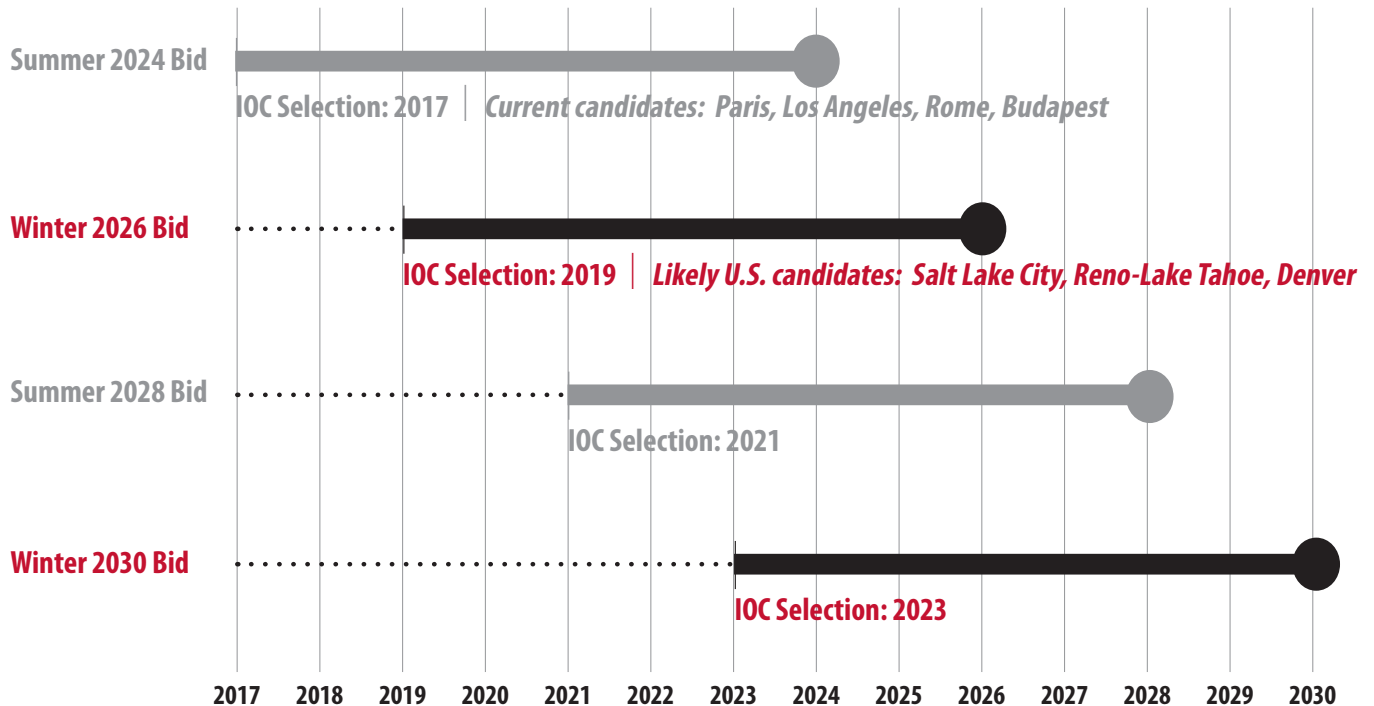 Summer 2024 Bid
IOC Selection: 2017 | Current candidates: Paris, Los Angeles, Rome, Budapest
Winter 2026 Bid
IOC Selection: 2019 | Likely U.S. candidates: Salt Lake City, Reno-Lake Tahoe, Denver
Summer 2028 Bid
IOC Selection: 2021
Winter 2030 Bid
IOC Selection: 2023
2017 2018 2019 2020 2021 2022 2023 2024 2025 2026 2027 2028 2029 2030